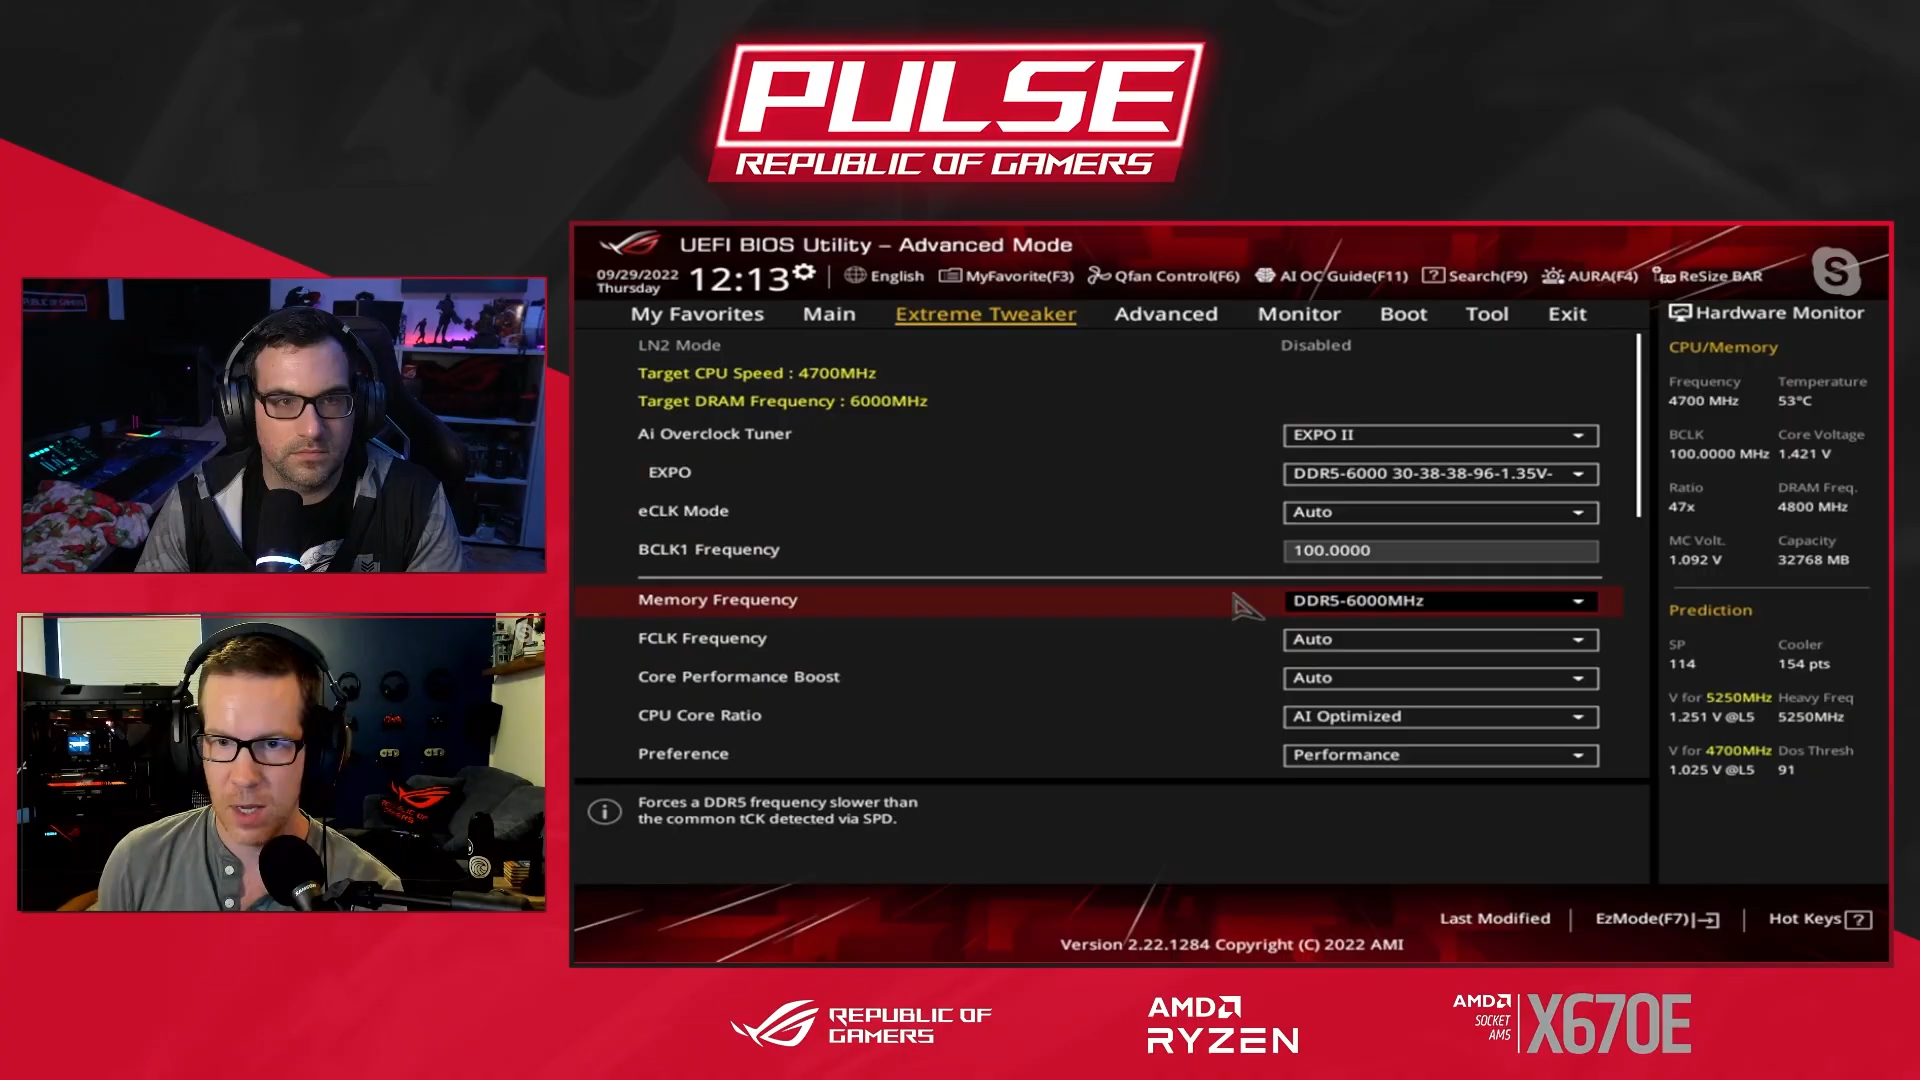 PULSE
REPUBLIC OF GAMERS
UEFI BIOS Utility – Advanced Mode
09/29/2022
Thursday
12:13
English
MyFavorite(F3)
Qfan Control(F6)
AI OC Guide(F11)
? Search(F9)
AURA(F4)
ReSize BAR
S
My Favorites
Main
Extreme Tweaker
Advanced
Monitor
Boot
Tool
Exit
LN2 Mode
Disabled
Target CPU Speed : 4700MHz
Target DRAM Frequency : 6000MHz
Ai Overclock Tuner
EXPO II
EXPO
DDR5-6000 30-38-38-96-1.35V-
eCLK Mode
Auto
BCLK1 Frequency
100.0000
Memory Frequency
DDR5-6000MHz
FCLK Frequency
Auto
Core Performance Boost
Auto
CPU Core Ratio
AI Optimized
Preference
Performance
i
Forces a DDR5 frequency slower than
the common tCK detected via SPD.
Hardware Monitor
CPU/Memory
Frequency Temperature
4700 MHz 53°C
BCLK Core Voltage
100.0000 MHz 1.421 V
Ratio DRAM Freq.
47x 4800 MHz
MC Volt. Capacity
1.092 V 32768 MB
Prediction
SP Cooler
114 154 pts
V for 5250MHz Heavy Freq
1.251 V @L5 5250MHz
V for 4700MHz Dos Thresh
1.025 V @L5 91
Last Modified
EzMode(F7)
Hot Keys ?
Version 2.22.1284 Copyright (C) 2022 AMI
REPUBLIC OF
GAMERS
SAMSON
REPUBLIC OF
GAMERS
AMD
RYZEN
AMD
SOCKET
AM5
X670E